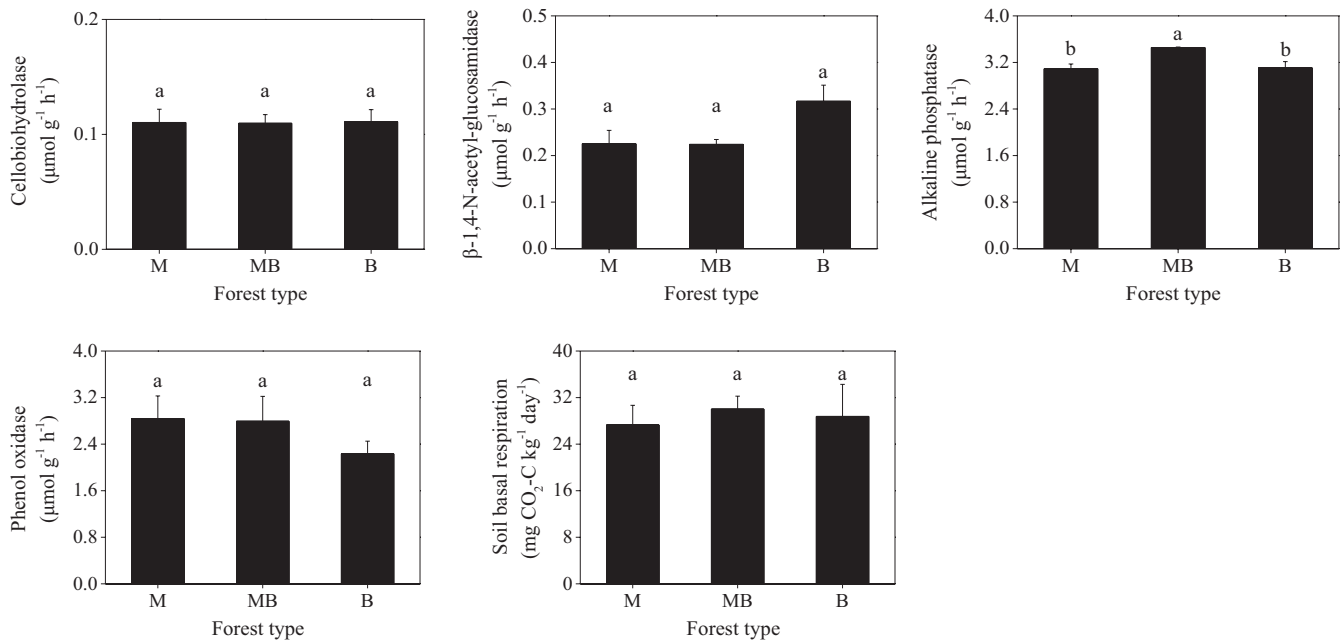 Cellobiohydrolase
(μmol g⁻¹ h⁻¹)
0.2
0.1
0.0
a
a
a
M
MB
B
Forest type
β-1,4-N-acetyl-glucosamidase
(μmol g⁻¹ h⁻¹)
0.5
0.3
0.2
0.1
0.0
a
a
a
M
MB
B
Forest type
Alkaline phosphatase
(μmol g⁻¹ h⁻¹)
4.0
3.2
2.4
1.6
0.8
0.0
b
a
b
M
MB
B
Forest type
Phenol oxidase
(μmol g⁻¹ h⁻¹)
4.0
3.2
2.4
1.6
0.8
0.0
a
a
a
M
MB
B
Forest type
Soil basal respiration
(mg CO₂-C kg⁻¹ day⁻¹)
40
32
24
16
8
0
a
a
a
M
MB
B
Forest type